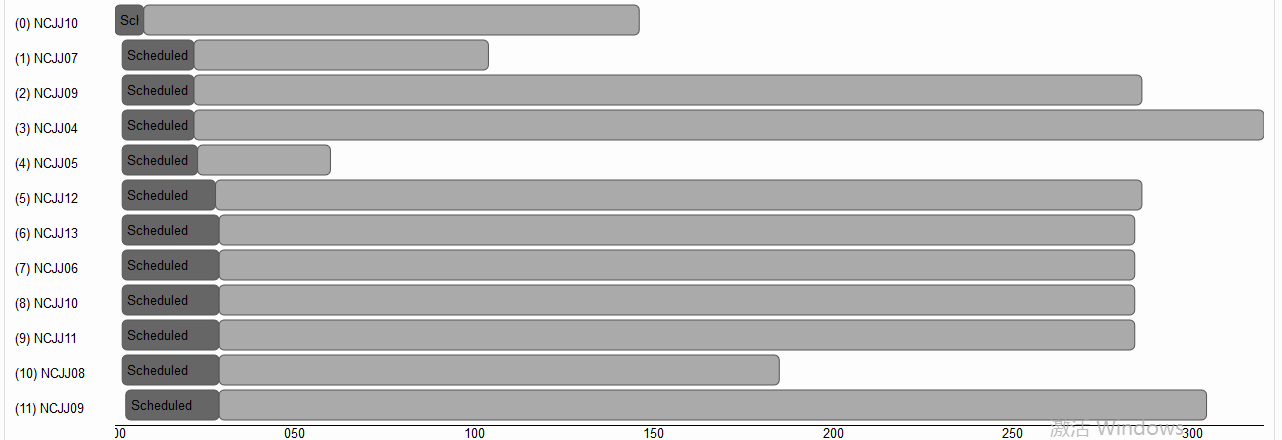 (0) NCJJ10 Scl
(1) NCJJ07 Scheduled
(2) NCJJ09 Scheduled
(3) NCJJ04 Scheduled
(4) NCJJ05 Scheduled
(5) NCJJ12 Scheduled
(6) NCJJ13 Scheduled
(7) NCJJ06 Scheduled
(8) NCJJ10 Scheduled
(9) NCJJ11 Scheduled
(10) NCJJ08 Scheduled
(11) NCJJ09 Scheduled
00 050 100 150 200 250 300
激活 Windows